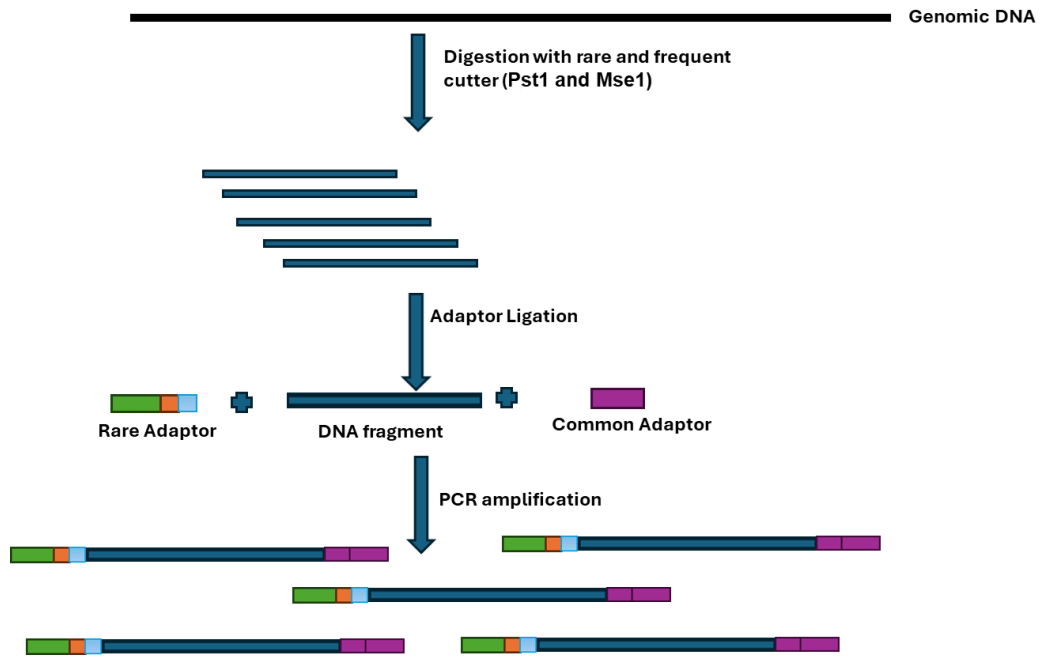 Genomic DNA
Digestion with rare and frequent
cutter (Pst1 and Mse1)
Adaptor Ligation
Rare Adaptor
DNA fragment
Common Adaptor
PCR amplification